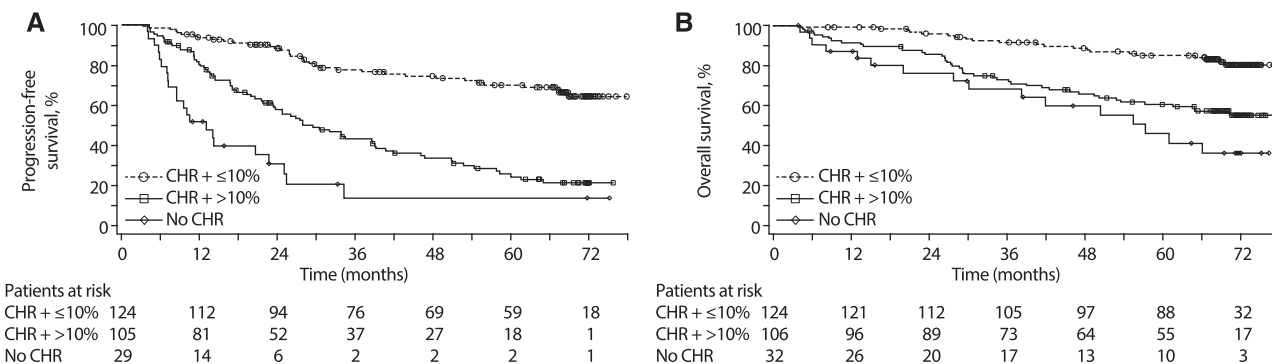 A
Progression-free
survival, %
100
80
60
40
20
0
CHR + ≤10%
CHR + >10%
No CHR
0 12 24 36 48 60 72
Time (months)
Patients at risk
CHR + ≤10% 124 112 94 76 69 59 18
CHR + >10% 105 81 52 37 27 18 1
No CHR 29 14 6 2 2 2 1
B
Overall survival, %
100
80
60
40
20
0
CHR + ≤10%
CHR + >10%
No CHR
0 12 24 36 48 60 72
Time (months)
Patients at risk
CHR + ≤10% 124 121 112 105 97 88 32
CHR + >10% 106 96 89 73 64 55 17
No CHR 32 26 20 17 13 10 3